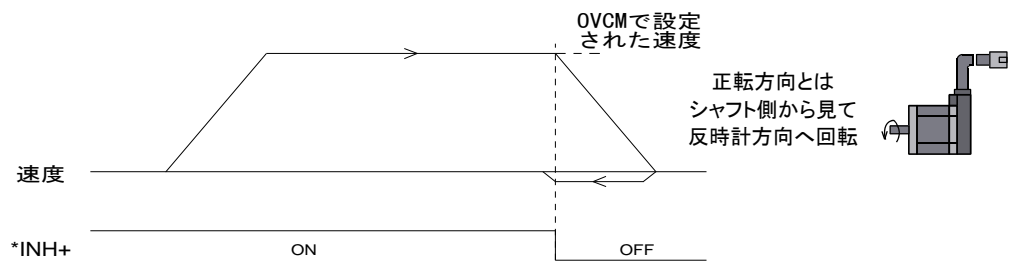 OVCMで設定
された速度
正転方向とは
シャフト側から見て
反時計方向へ回転
速度
*INH+
ON
OFF